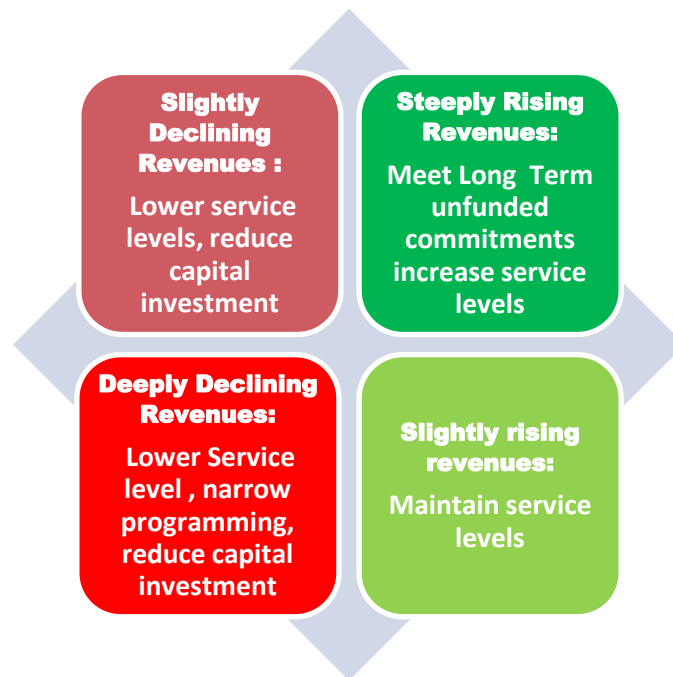 Slightly
Declining
Revenues :
Lower service
levels, reduce
capital
investment
Steeply Rising
Revenues:
Meet Long Term
unfunded
commitments
increase service
levels
Deeply Declining
Revenues:
Lower Service
level , narrow
programming,
reduce capital
investment
Slightly rising
revenues:
Maintain service
levels